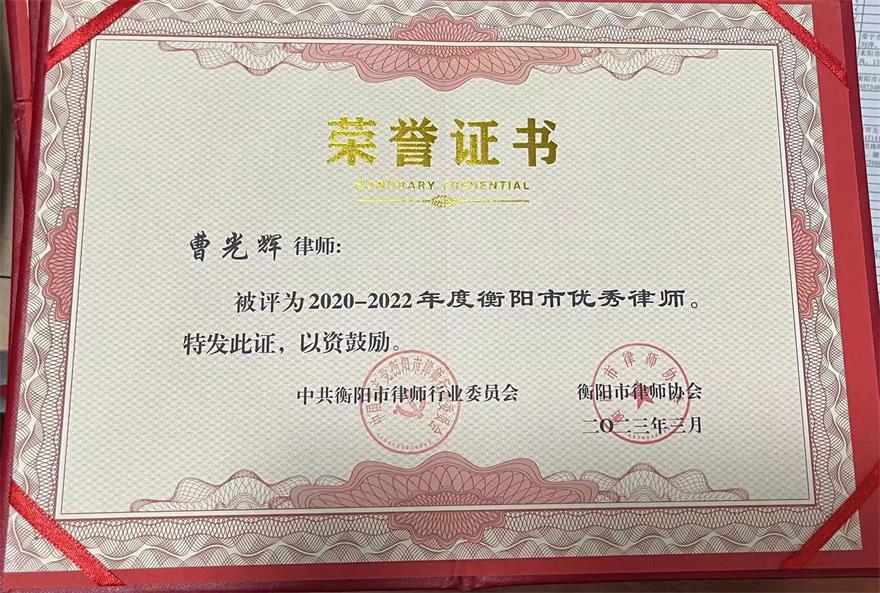 荣誉证书
HONORARY CREDENTIAL
曹光辉 律师:
被评为2020-2022年度衡阳市优秀律师。
特发此证，以资鼓励。
中共衡阳市律师行业委员会
衡阳市律师协会
二〇二三年三月